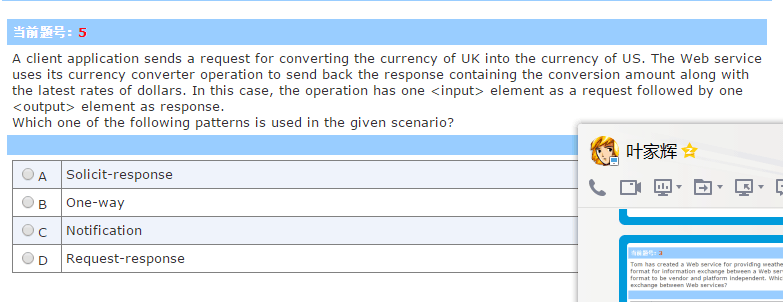 当前题号：5
A client application sends a request for converting the currency of UK into the currency of US. The Web service
uses its currency converter operation to send back the response containing the conversion amount along with
the latest rates of dollars. In this case, the operation has one <input> element as a request followed by one
<output> element as response.
Which one of the following patterns is used in the given scenario?
A Solicit-response
B One-way
C Notification
D Request-response
叶家辉
当前题号：5
Tom has created a Web service for providing weathe
format for information exchange between a Web servi
format to be vendor and platform independent. Whic
exchange between Web services?